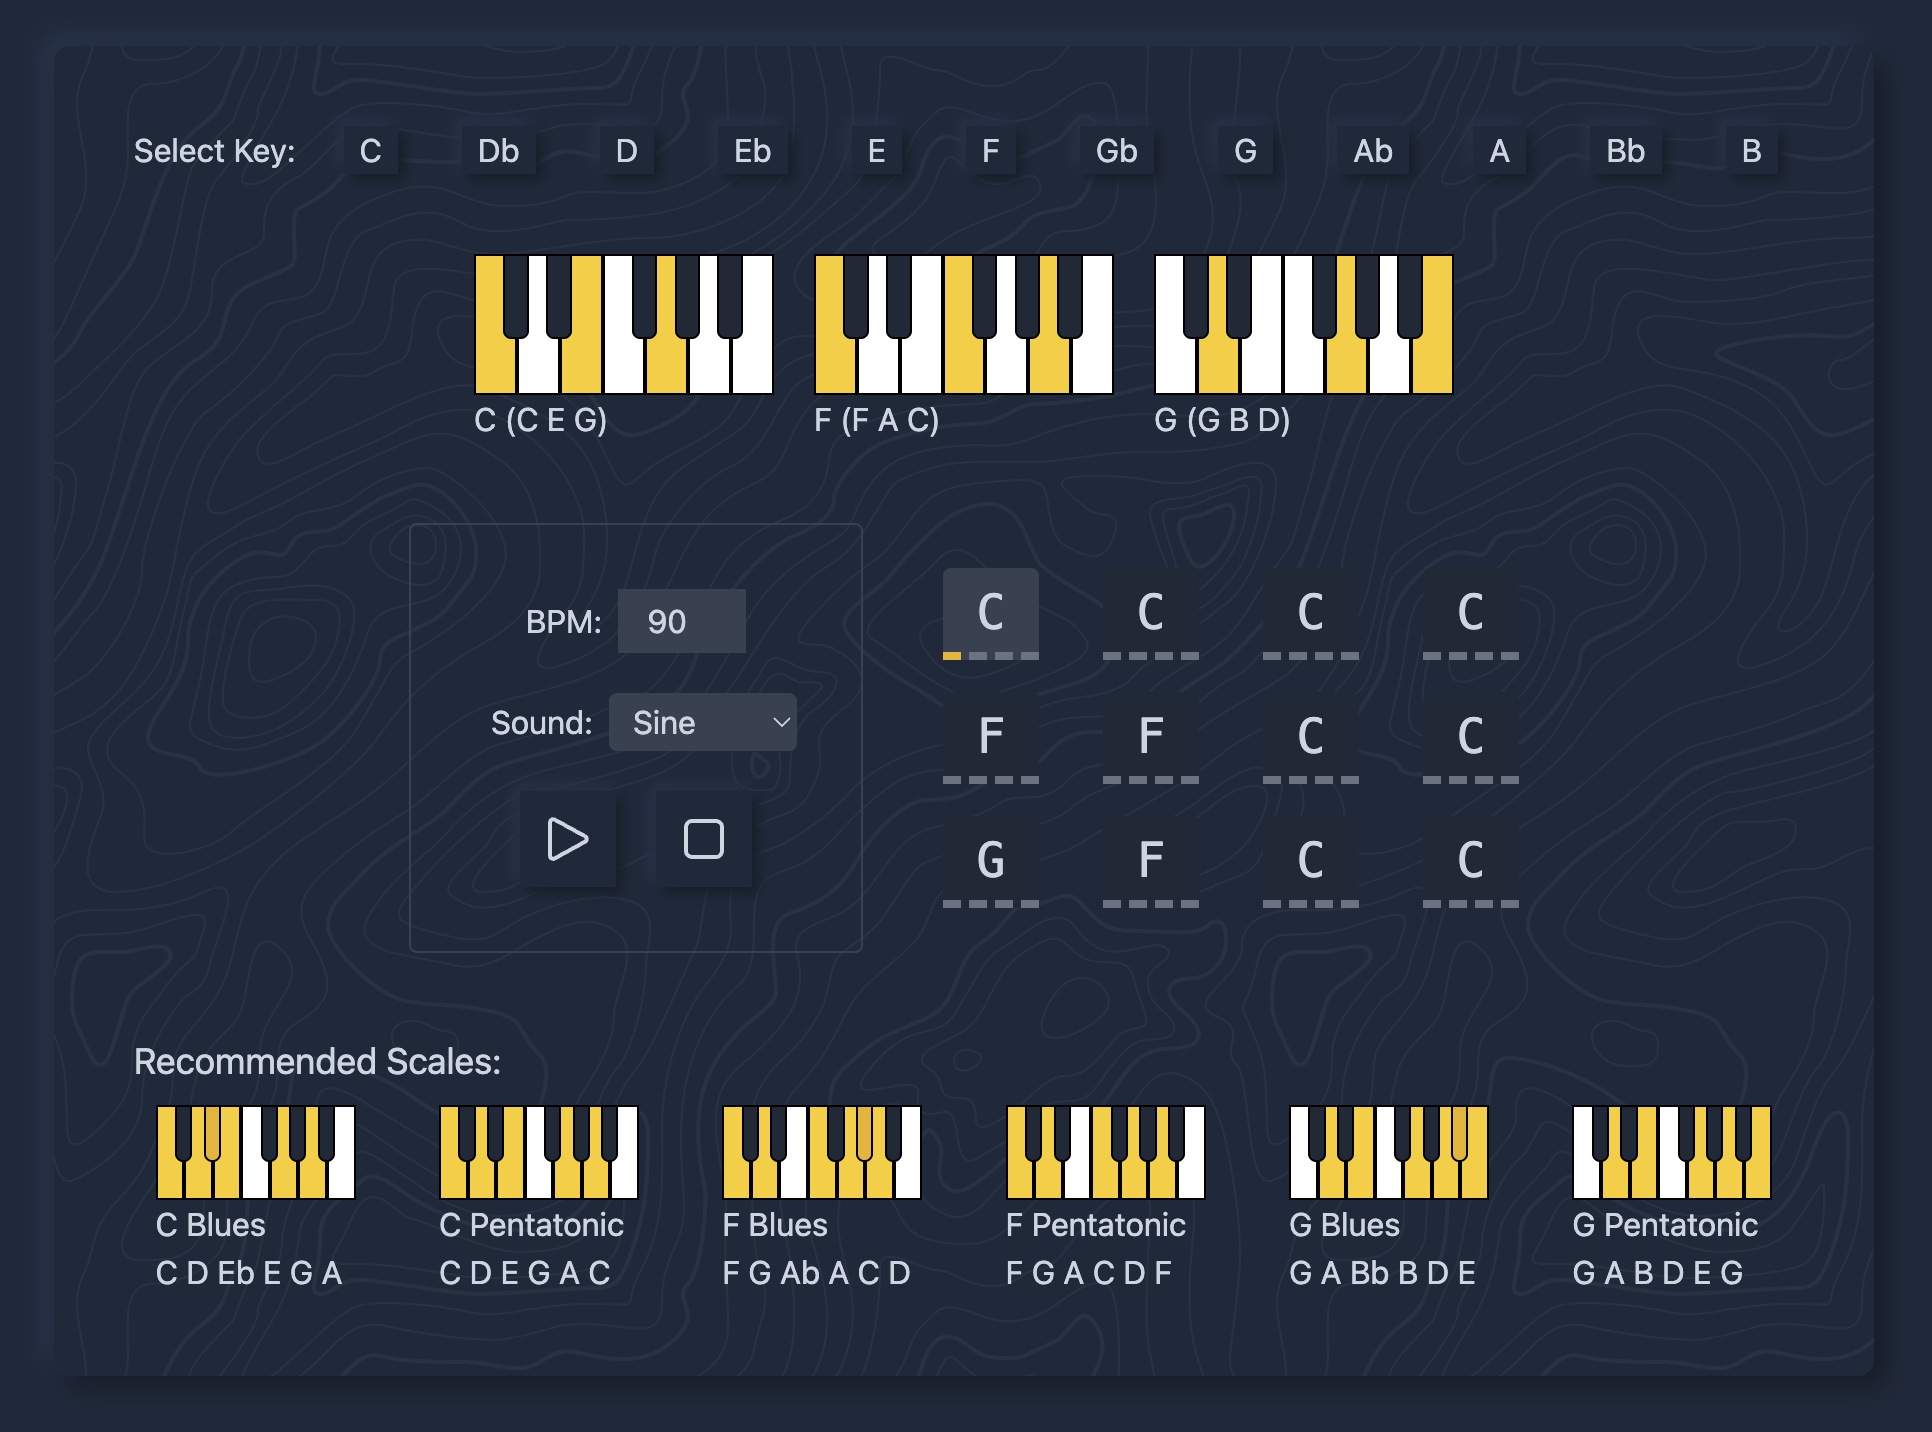 Select Key: C Db D Eb E F Gb G Ab A Bb B
C (C E G) F (F A C) G (G B D)
BPM: 90
Sound: Sine
C C C C
F F C C
G F C C
Recommended Scales:
C Blues C Pentatonic F Blues F Pentatonic G Blues G Pentatonic
C D Eb E G A C D E G A C F G Ab A C D F G A C D F G A Bb B D E G A B D E G